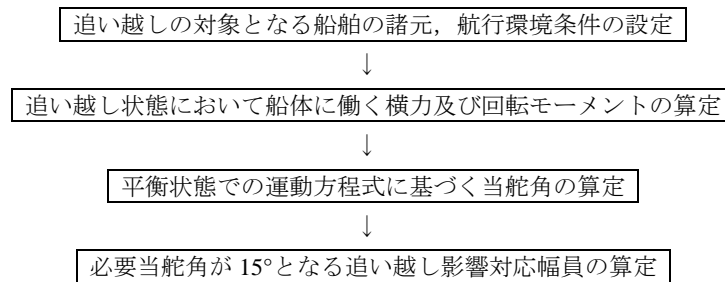 追い越しの対象となる船舶の諸元，航行環境条件の設定
↓
追い越し状態において船体に働く横力及び回転モーメントの算定
↓
平衡状態での運動方程式に基づく当舵角の算定
↓
必要当舵角が 15°となる追い越し影響対応幅員の算定